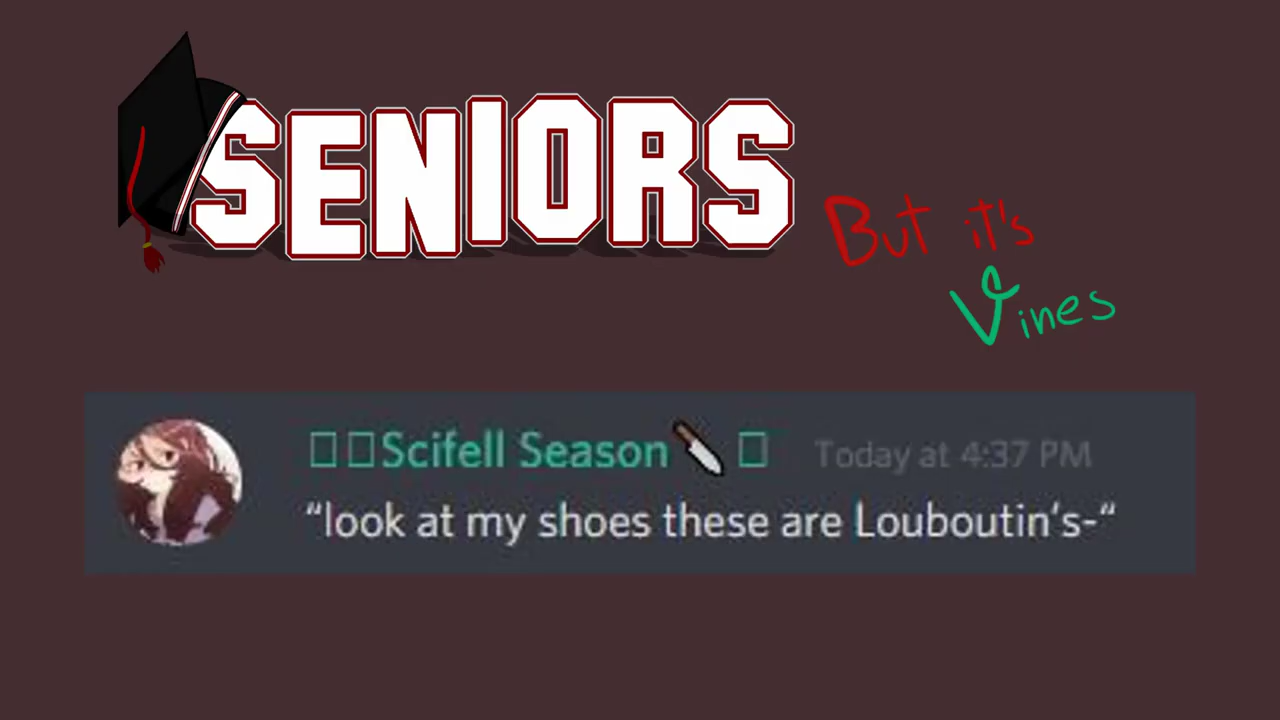 SENIORS
But it's
Vines
Scifell Season Today at 4:37 PM
“look at my shoes these are Louboutin’s-“